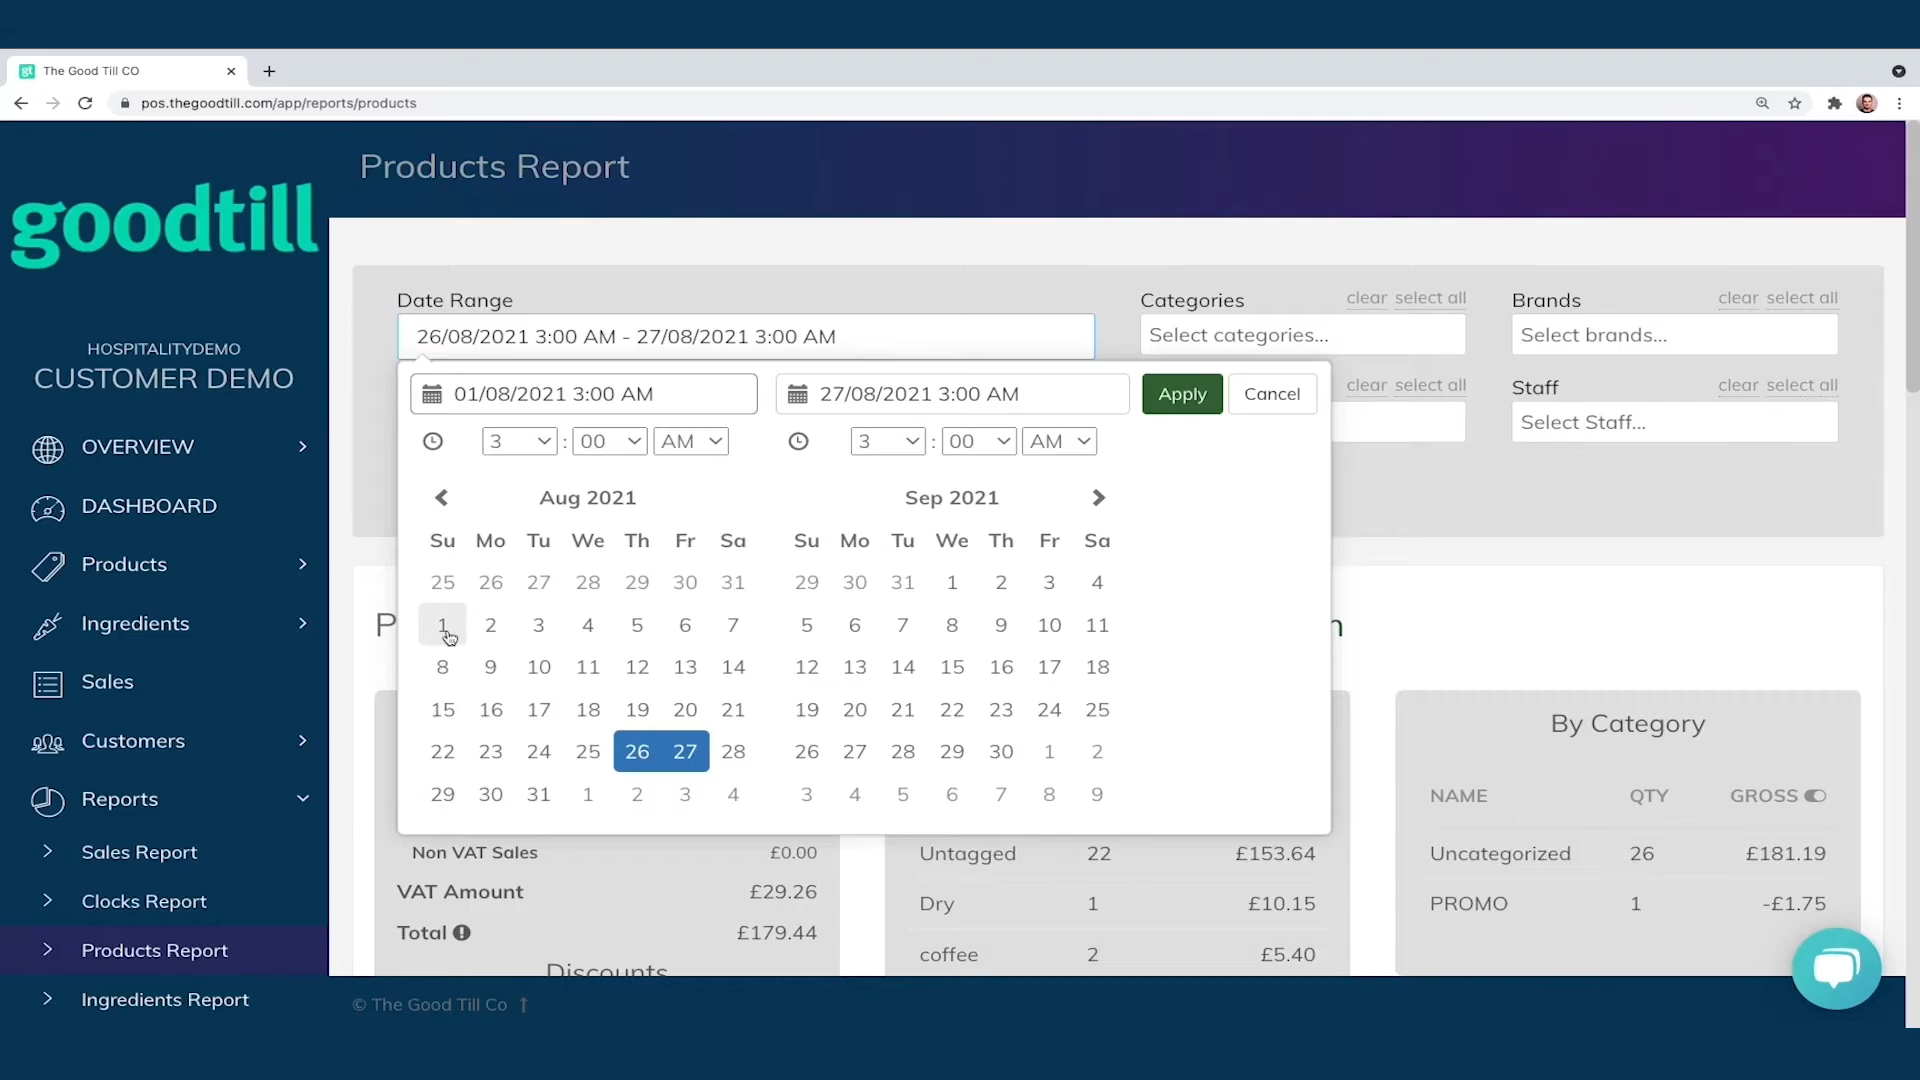 The Good Till CO
pos.thegoodtill.com/app/reports/products
goodtill
HOSPITALITYDEMO
CUSTOMER DEMO
OVERVIEW
DASHBOARD
Products
Ingredients
Sales
Customers
Reports
Sales Report
Clocks Report
Products Report
Ingredients Report
Products Report
Date Range
26/08/2021 3:00 AM - 27/08/2021 3:00 AM
Categories clear select all
Select categories...
Brands clear select all
Select brands...
01/08/2021 3:00 AM 27/08/2021 3:00 AM Apply Cancel
clear select all
Staff clear select all
Select Staff...
3 : 00 AM 3 : 00 AM
Aug 2021
Su Mo Tu We Th Fr Sa
25 26 27 28 29 30 31
1 2 3 4 5 6 7
8 9 10 11 12 13 14
15 16 17 18 19 20 21
22 23 24 25 26 27 28
29 30 31 1 2 3 4
Sep 2021
Su Mo Tu We Th Fr Sa
29 30 31 1 2 3 4
5 6 7 8 9 10 11
12 13 14 15 16 17 18
19 20 21 22 23 24 25
26 27 28 29 30 1 2
3 4 5 6 7 8 9
Non VAT Sales £0.00
VAT Amount £29.26
Total £179.44
Discounts
Untagged 22 £153.64
Dry 1 £10.15
coffee 2 £5.40
By Category
NAME QTY GROSS
Uncategorized 26 £181.19
PROMO 1 -£1.75
© The Good Till Co